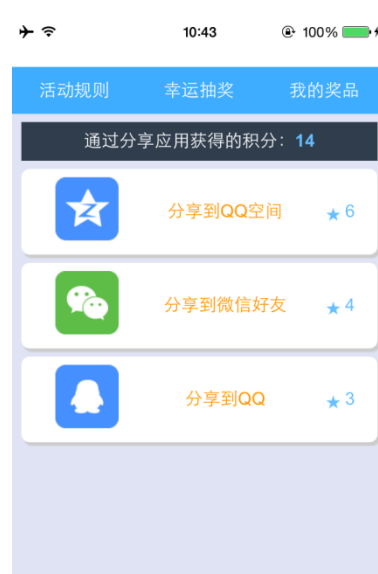 10:43 100%
活动规则 幸运抽奖 我的奖品
通过分享应用获得的积分：14
分享到QQ空间 6
分享到微信好友 4
分享到QQ 3